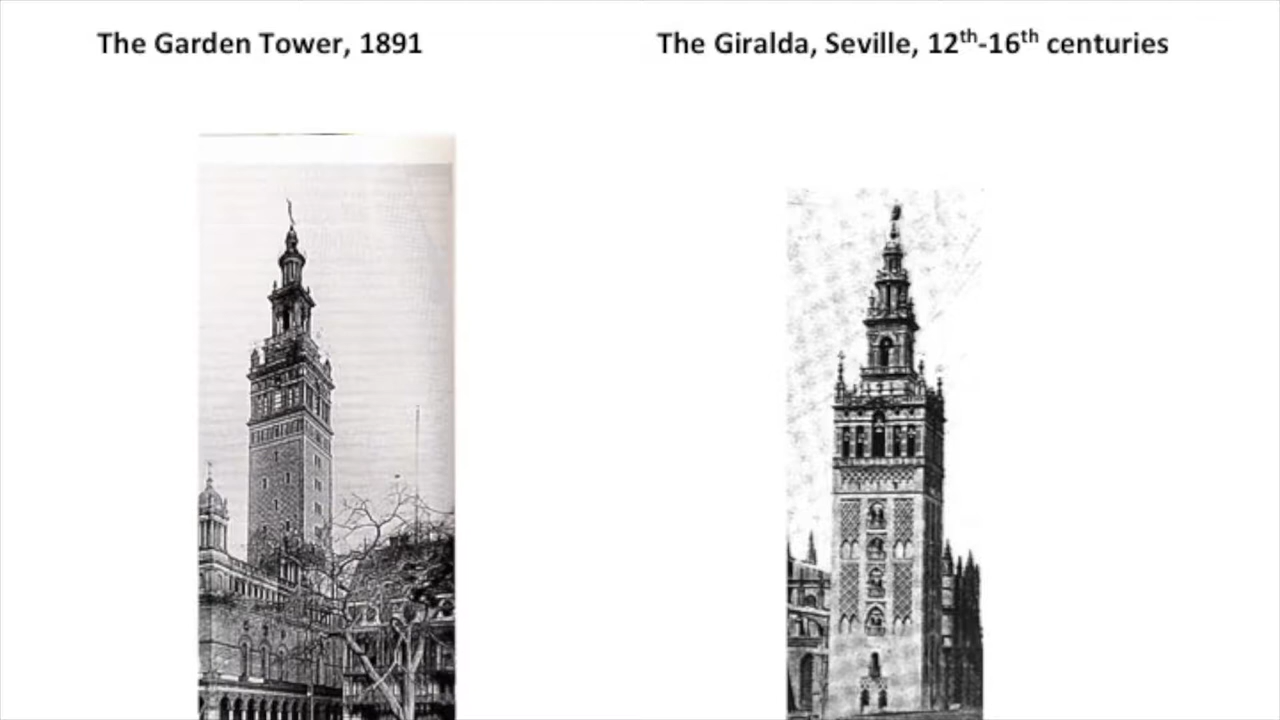 The Garden Tower, 1891
The Giralda, Seville, 12th-16th centuries